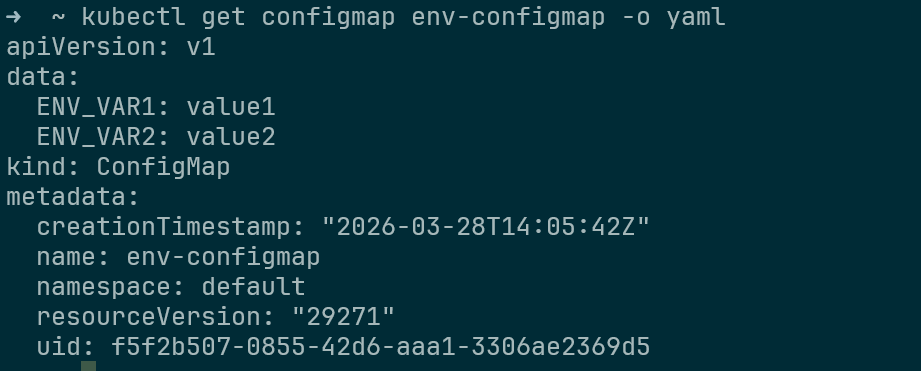 ➜  ~ kubectl get configmap env-configmap -o yaml
apiVersion: v1
data:
  ENV_VAR1: value1
  ENV_VAR2: value2
kind: ConfigMap
metadata:
  creationTimestamp: "2026-03-28T14:05:42Z"
  name: env-configmap
  namespace: default
  resourceVersion: "29271"
  uid: f5f2b507-0855-42d6-aaa1-3306ae2369d5